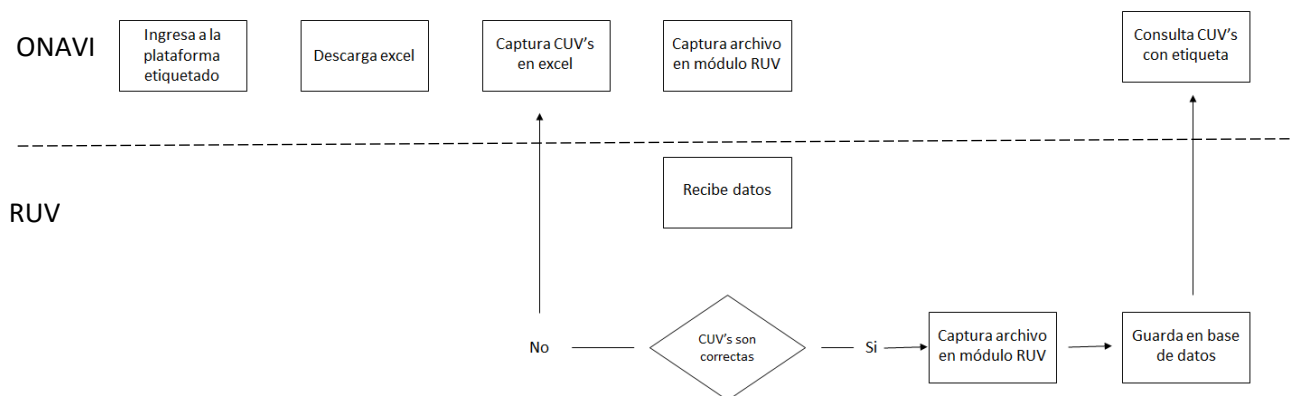 ONAVI
Ingresa a la
plataforma
etiquetado
Descarga excel
Captura CUV's
en excel
Captura archivo
en módulo RUV
Consulta CUV's
con etiqueta
RUV
Recibe datos
No
CUV's son
correctas
Si
Captura archivo
en módulo RUV
Guarda en base
de datos